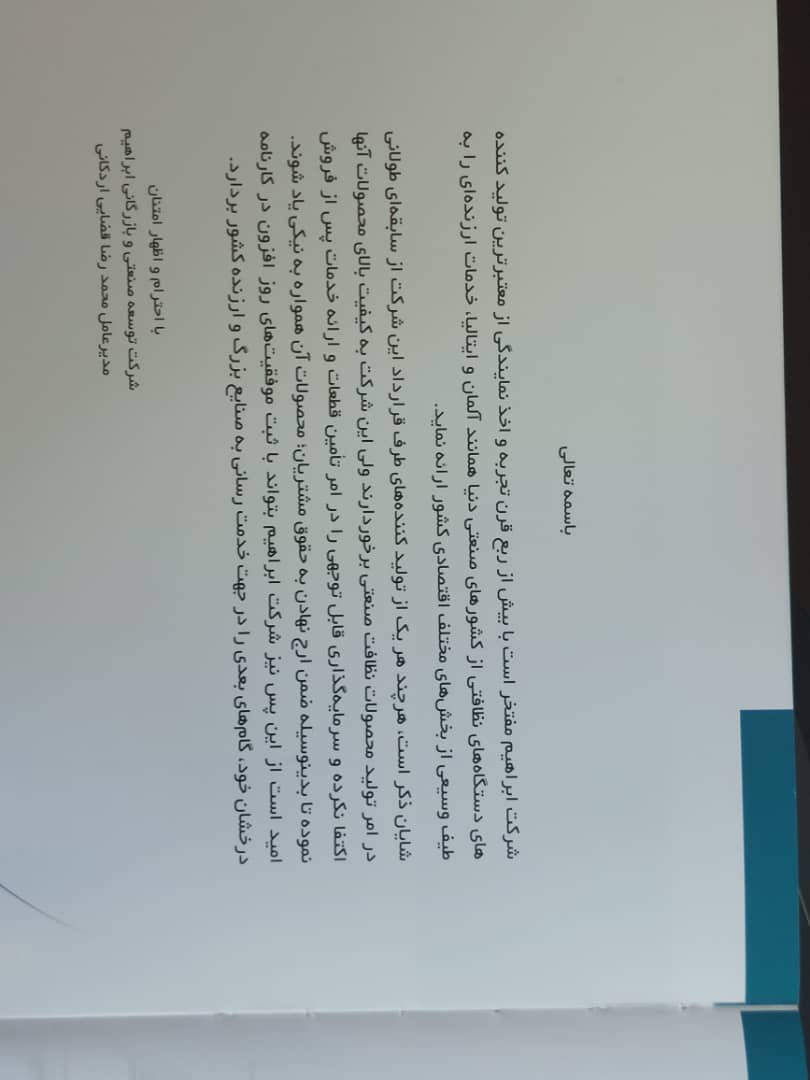 باسمه تعالی
شرکت ابراهیم مفتخر است با بیش از ربع قرن تجربه و اخذ نمایندگی از معتبرترین تولید کننده
های دستگاه‌های نظافتی از کشورهای صنعتی دنیا همانند آلمان و ایتالیا، خدمات ارزنده‌ای را به
طیف وسیعی از بخش‌های مختلف اقتصادی کشور ارائه نماید.
شایان ذکر است، هرچند هر یک از تولید کننده‌های طرف قرارداد این شرکت از سابقه‌ای طولانی
در امر تولید محصولات نظافت صنعتی برخوردارند ولی این شرکت به کیفیت بالای محصولات آنها
اکتفا نکرده و سرمایه‌گذاری قابل توجهی را در امر تأمین قطعات و ارائه خدمات پس از فروش
نموده تا بدینوسیله ضمن ارج نهادن به حقوق مشتریان؛ محصولات آن همواره به نیکی یاد شوند.
امید است از این پس نیز شرکت ابراهیم بتواند با ثبت موفقیت‌های روز افزون در کارنامه
درخشان خود، گام‌های بعدی را در جهت خدمت رسانی به صنایع بزرگ و ارزنده کشور بردارد.
با احترام و اظهار امتنان
شرکت توسعه صنعتی و بازرگانی ابراهیم
مدیرعامل محمد رضا قضایی اردکانی